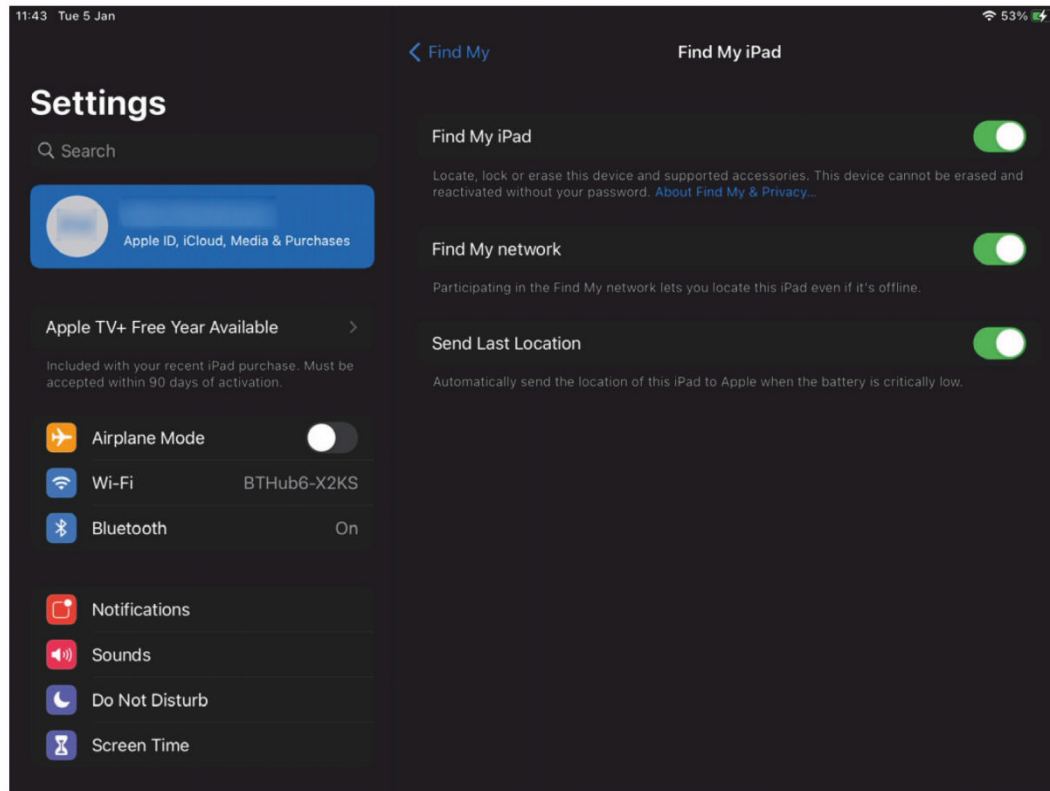 11:43 Tue 5 Jan
53%
Settings
Search
Apple ID, iCloud, Media & Purchases
Apple TV+ Free Year Available
Included with your recent iPad purchase. Must be
accepted within 90 days of activation.
Airplane Mode
Wi-Fi BTHub6-X2KS
Bluetooth On
Notifications
Sounds
Do Not Disturb
Screen Time
Find My
Find My iPad
Find My iPad
Locate, lock or erase this device and supported accessories. This device cannot be erased and
reactivated without your password. About Find My & Privacy...
Find My network
Participating in the Find My network lets you locate this iPad even if it's offline.
Send Last Location
Automatically send the location of this iPad to Apple when the battery is critically low.